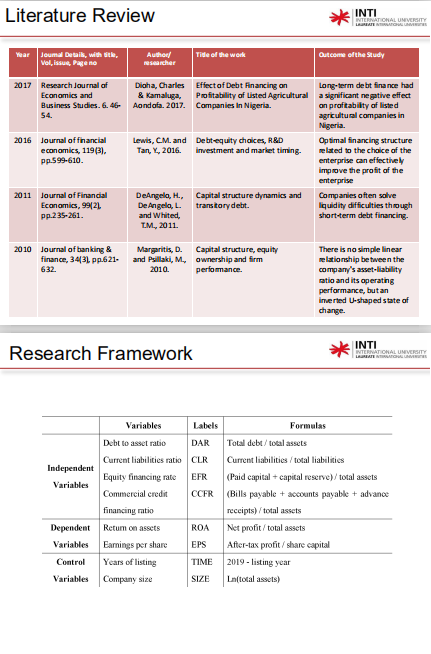 Literature Review
INTI
INTERNATIONAL UNIVERSITY
LAUREATE INTERNATIONAL UNIVERSITIES
Year
Journal Details, with title,
Vol, issue, Page no
Author/
researcher
Title of the work
Outcome of the Study
2017
Research Journal of
Economics and
Business Studies. 6. 46-
54.
Dioha, Charles
& Kamaluga,
Aondofa. 2017.
Effect of Debt Financing on
Profitability of Listed Agricultural
Companies In Nigeria.
Long-term debt finance had
a significant negative effect
on profitability of listed
agricultural companies in
Nigeria.
2016
Journal of financial
economics, 119(3),
pp.599-610.
Lewis, C.M. and
Tan, Y., 2016.
Debt-equity choices, R&D
investment and market timing.
Optimal financing structure
related to the choice of the
enterprise can effectively
improve the profit of the
enterprise
2011
Journal of Financial
Economics, 99(2),
pp.235-261.
DeAngelo, H.,
DeAngelo, L.
and Whited,
T.M., 2011.
Capital structure dynamics and
transitory debt.
Companies often solve
liquidity difficulties through
short-term debt financing.
2010
Journal of banking &
finance, 34(3), pp.621-
632.
Margaritis, D.
and Psillaki, M.,
2010.
Capital structure, equity
ownership and firm
performance.
There is no simple linear
relationship between the
company's asset-liability
ratio and its operating
performance, but an
inverted U-shaped state of
change.
Research Framework
INTI
INTERNATIONAL UNIVERSITY
LAUREATE INTERNATIONAL UNIVERSITIES
Variables Labels Formulas
Independent
Variables
Debt to asset ratio DAR Total debt / total assets
Current liabilities ratio CLR Current liabilities / total liabilities
Equity financing rate EFR (Paid capital + capital reserve) / total assets
Commercial credit CCFR (Bills payable + accounts payable + advance
financing ratio receipts) / total assets
Dependent Return on assets ROA Net profit / total assets
Variables Earnings per share EPS After-tax profit / share capital
Control Years of listing TIME 2019 - listing year
Variables Company size SIZE Ln(total assets)